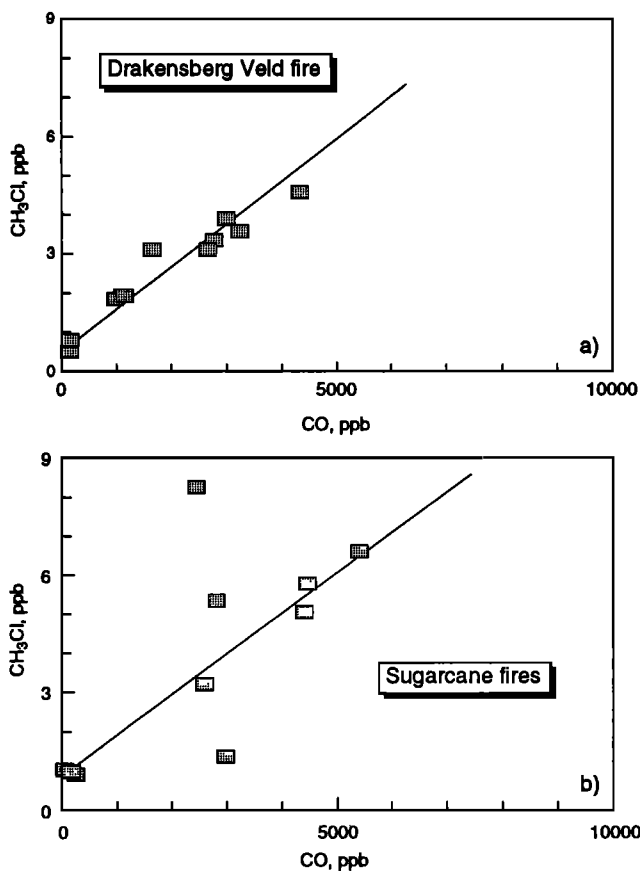 9
Drakensberg Veld fire
6
CH₃Cl, ppb
3
0
a)
0
5000
10000
CO, ppb
9
6
CH₃Cl, ppb
3
Sugarcane fires
0
b)
0
5000
10000
CO, ppb